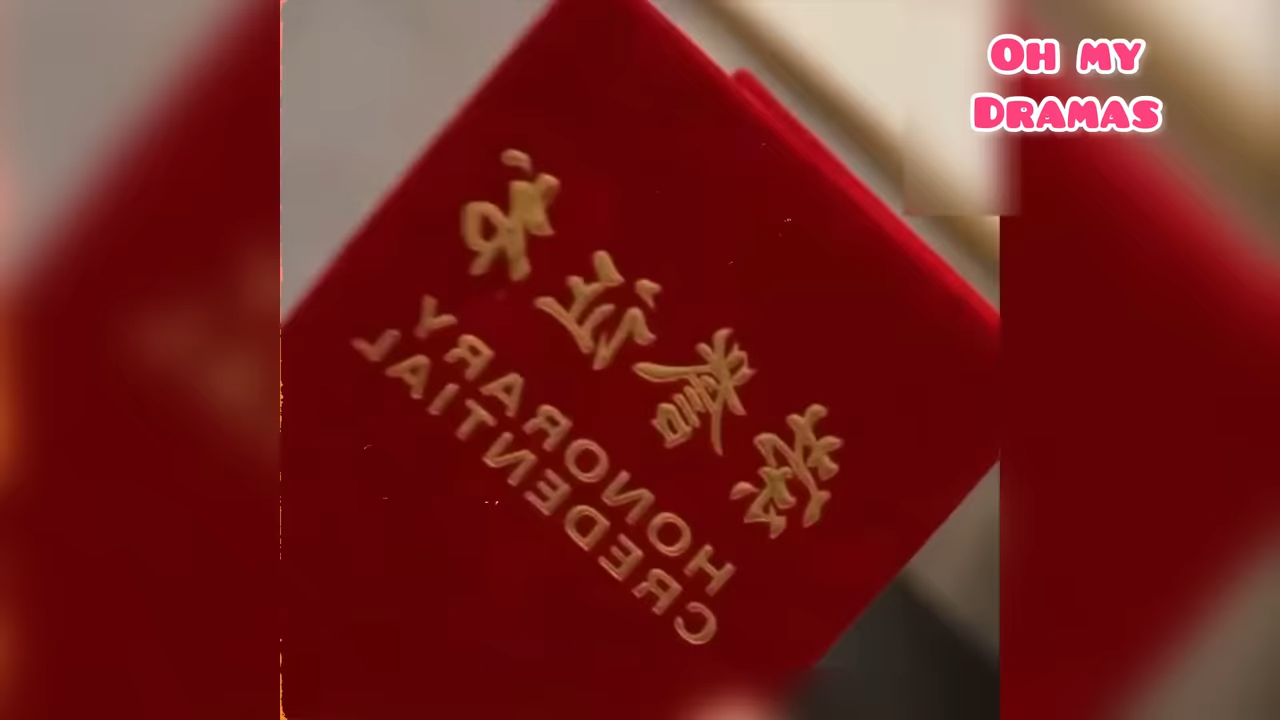 Oh my
Dramas
荣誉证书
HONORARY
CREDENTIAL